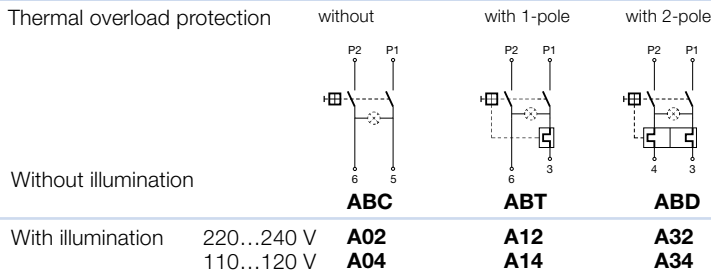 Thermal overload protection without with 1-pole with 2-pole
P2 P1 P2 P1 P2 P1
6 5 6 3 4 3
Without illumination
ABC ABT ABD
With illumination 220…240 V A02 A12 A32
110…120 V A04 A14 A34